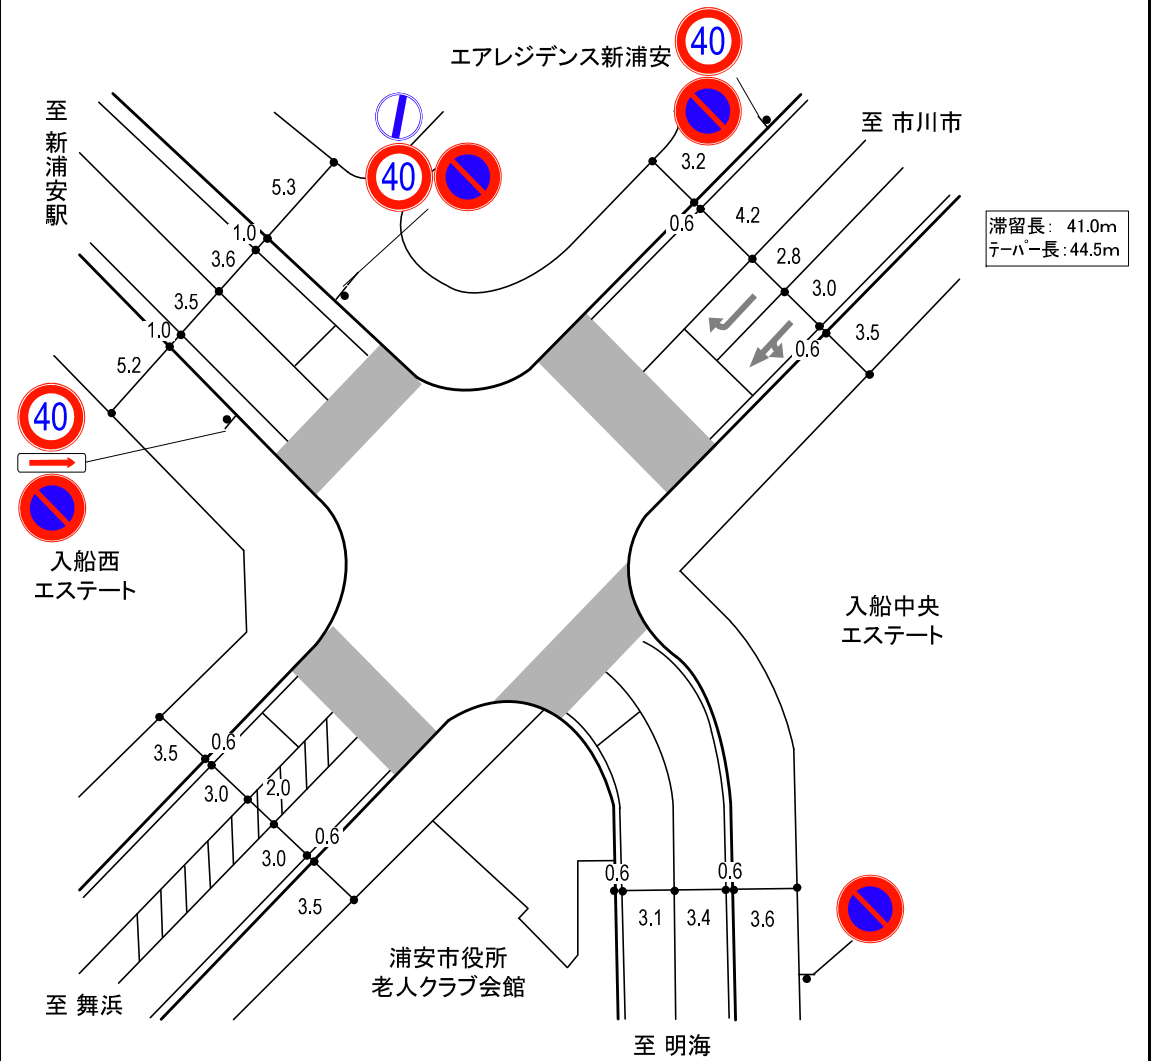 エアレジデンス新浦安
40
至 新浦安駅
至 市川市
40
5.3
3.2
1.0
0.6
4.2
3.6
2.8
滞留長: 41.0m
テーパー長:44.5m
3.5
3.0
1.0
3.5
0.6
5.2
40
入船西
エステート
入船中央
エステート
3.5
0.6
3.0
2.0
0.6
3.0
3.5
0.6
0.6
3.1
3.4
3.6
浦安市役所
老人クラブ会館
至 舞浜
至 明海